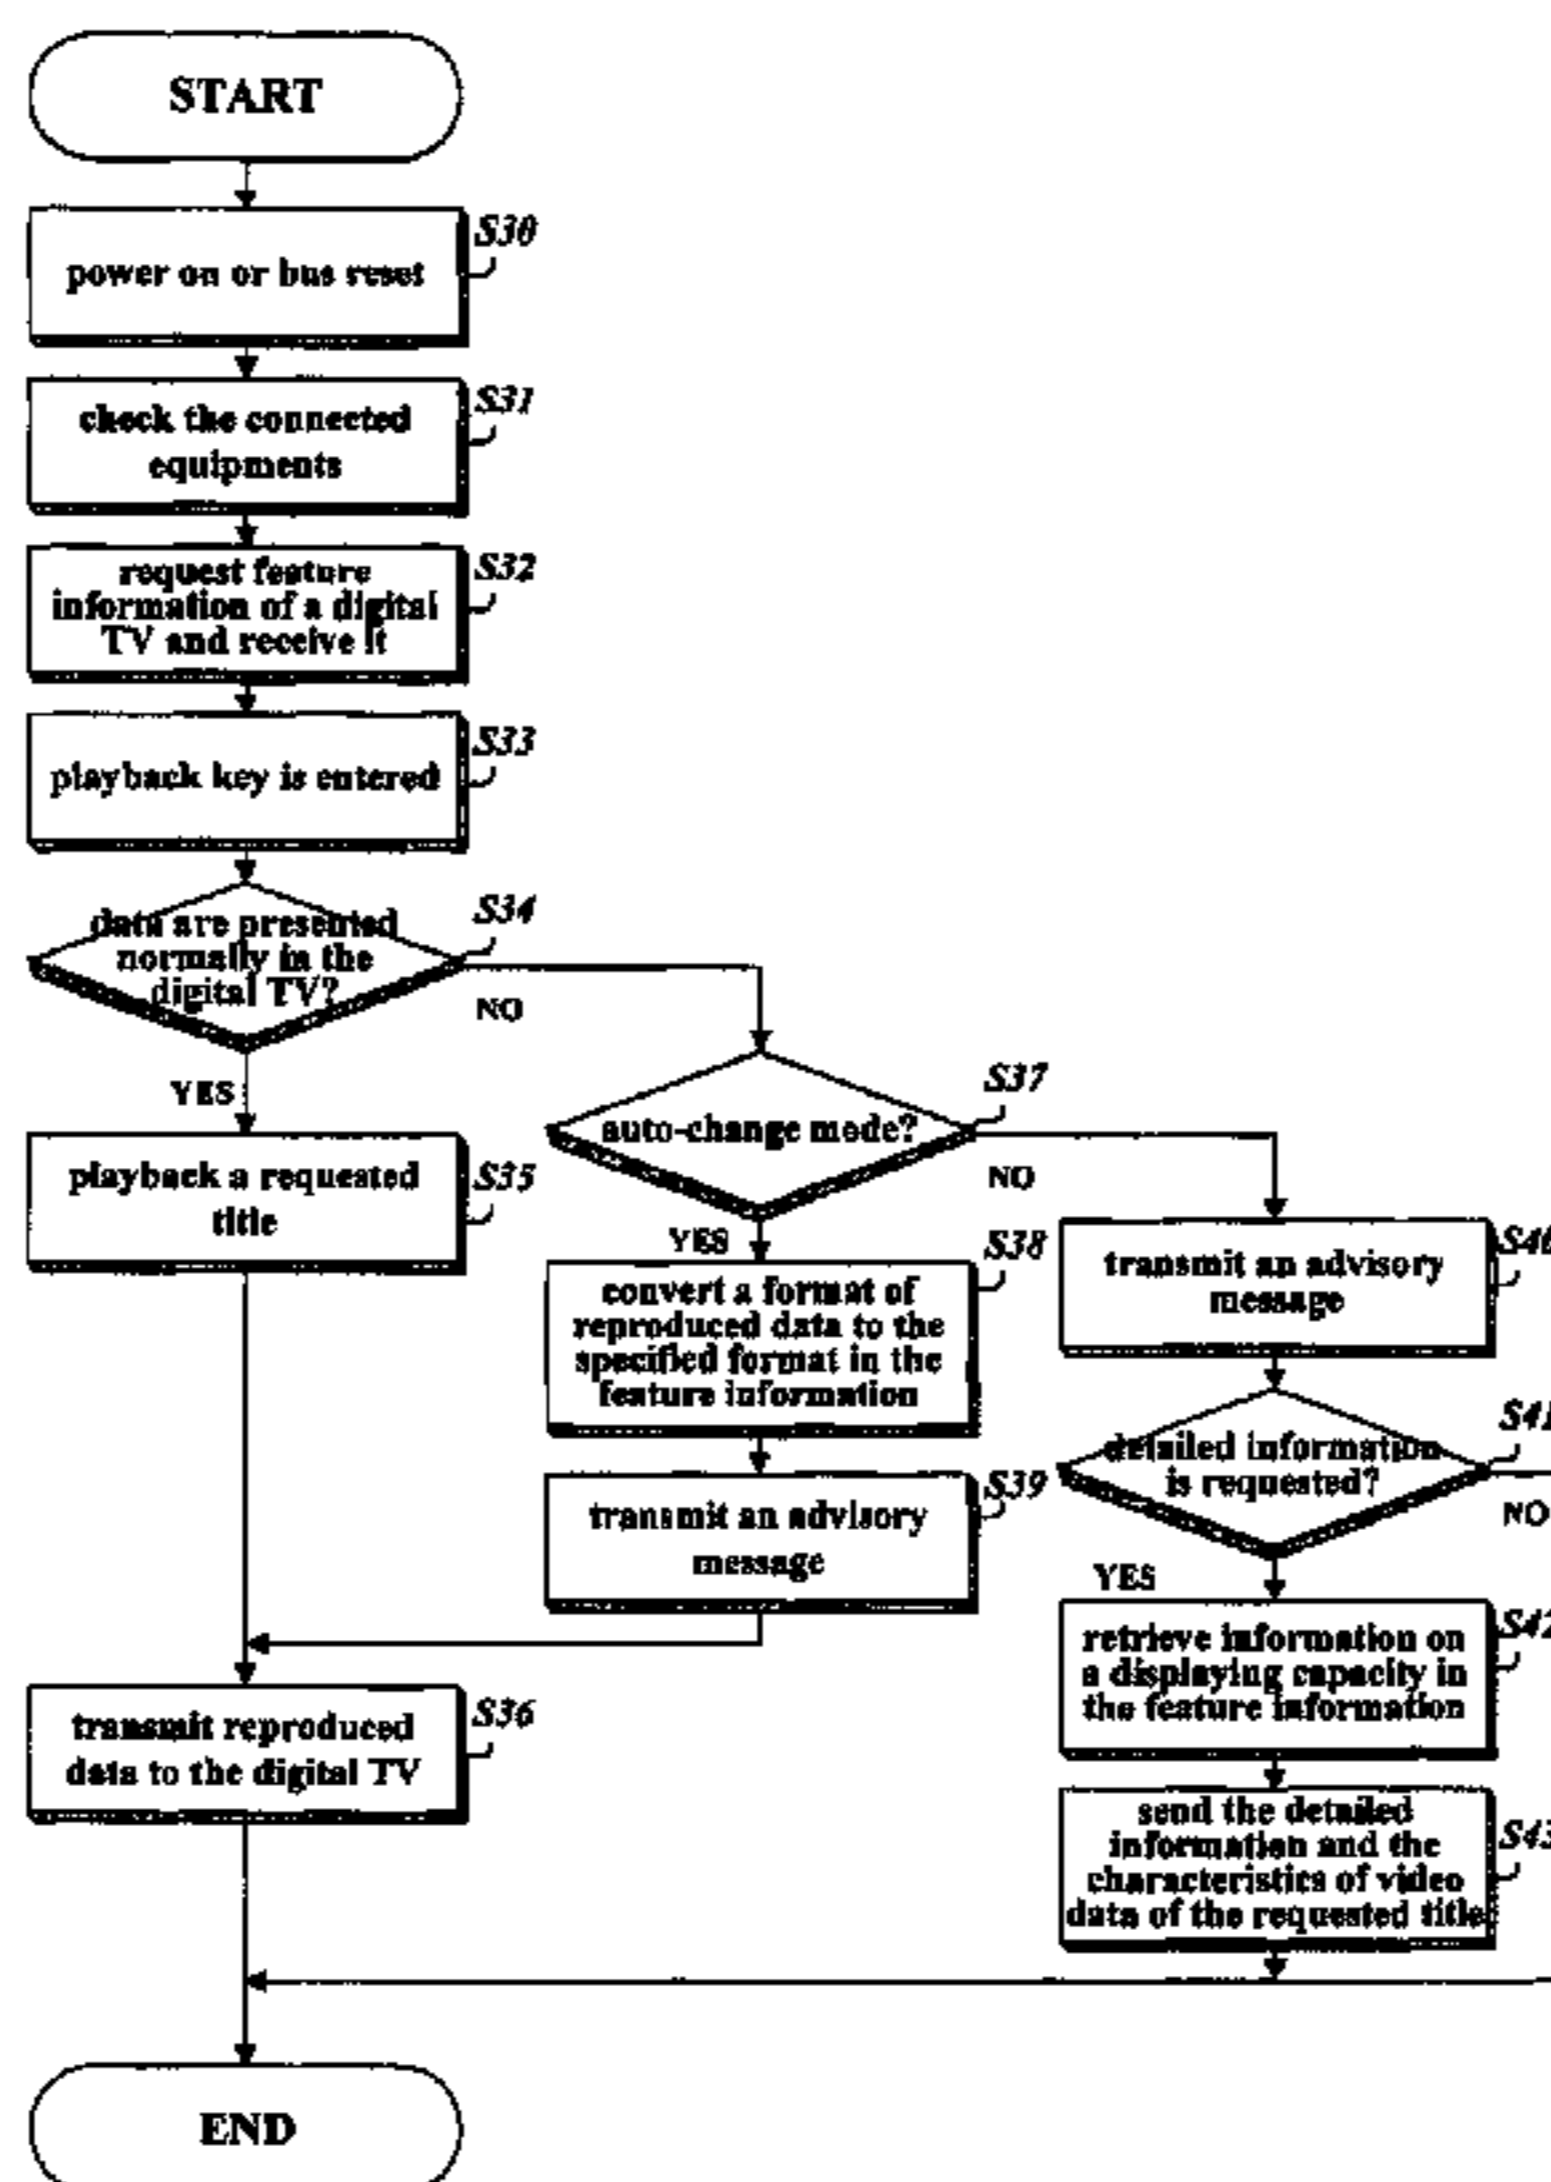 START
power on or bus reset
S30
check the connected
equipments
S31
request feature
information of a digital
TV and receive it
S32
playback key is entered
S33
data are presented
normally in the
digital TV?
S34
NO
YES
playback a requested
title
S35
auto-change mode?
S37
NO
YES
convert a format of
reproduced data to the
specified format in the
feature information
S38
transmit an advisory
message
S39
transmit an advisory
message
S40
detailed information
is requested?
S41
NO
YES
retrieve information on
a displaying capacity in
the feature information
S42
send the detailed
information and the
characteristics of video
data of the requested title
S43
transmit reproduced
data to the digital TV
S36
END